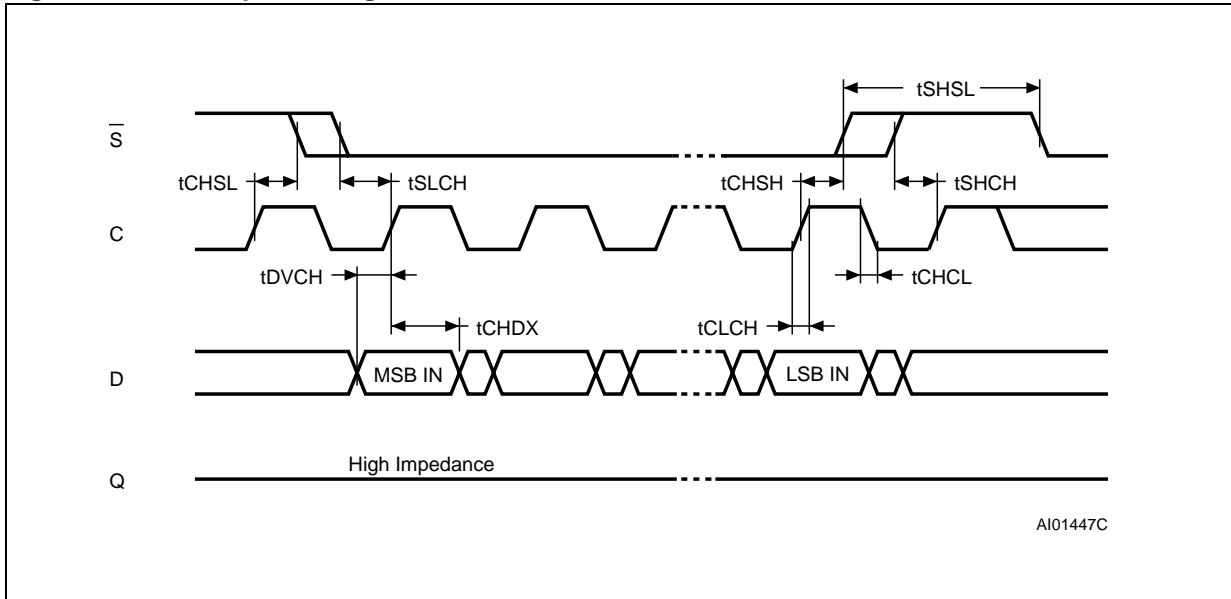 tSHSL
S
tCHSL
tSLCH
tCHSH
tSHCH
C
tDVCH
tCHCL
tCHDX
tCLCH
D
MSB IN
LSB IN
High Impedance
Q
AI01447C